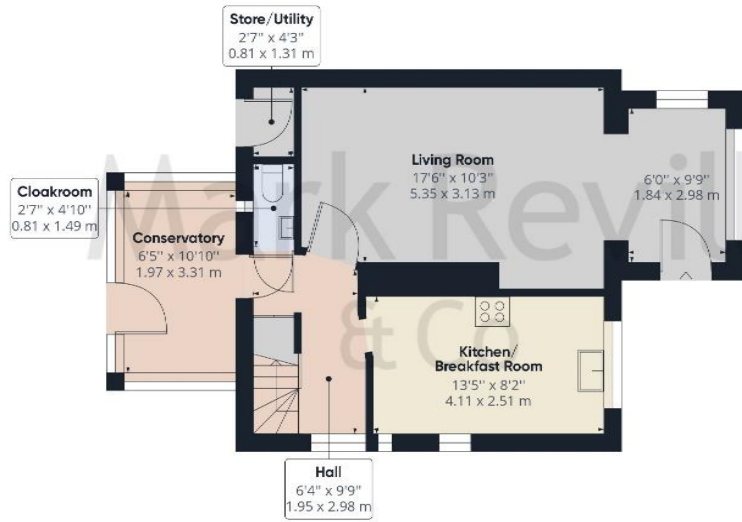 Store/Utility
2'7" x 4'3"
0.81 x 1.31 m
Living Room
17'6" x 10'3"
5.35 x 3.13 m
6'0" x 9'9"
1.84 x 2.98 m
Cloakroom
2'7" x 4'10"
0.81 x 1.49 m
Conservatory
6'5" x 10'10"
1.97 x 3.31 m
Mark Revill
& Co
Kitchen/
Breakfast Room
13'5" x 8'2"
4.11 x 2.51 m
Hall
6'4" x 9'9"
1.95 x 2.98 m